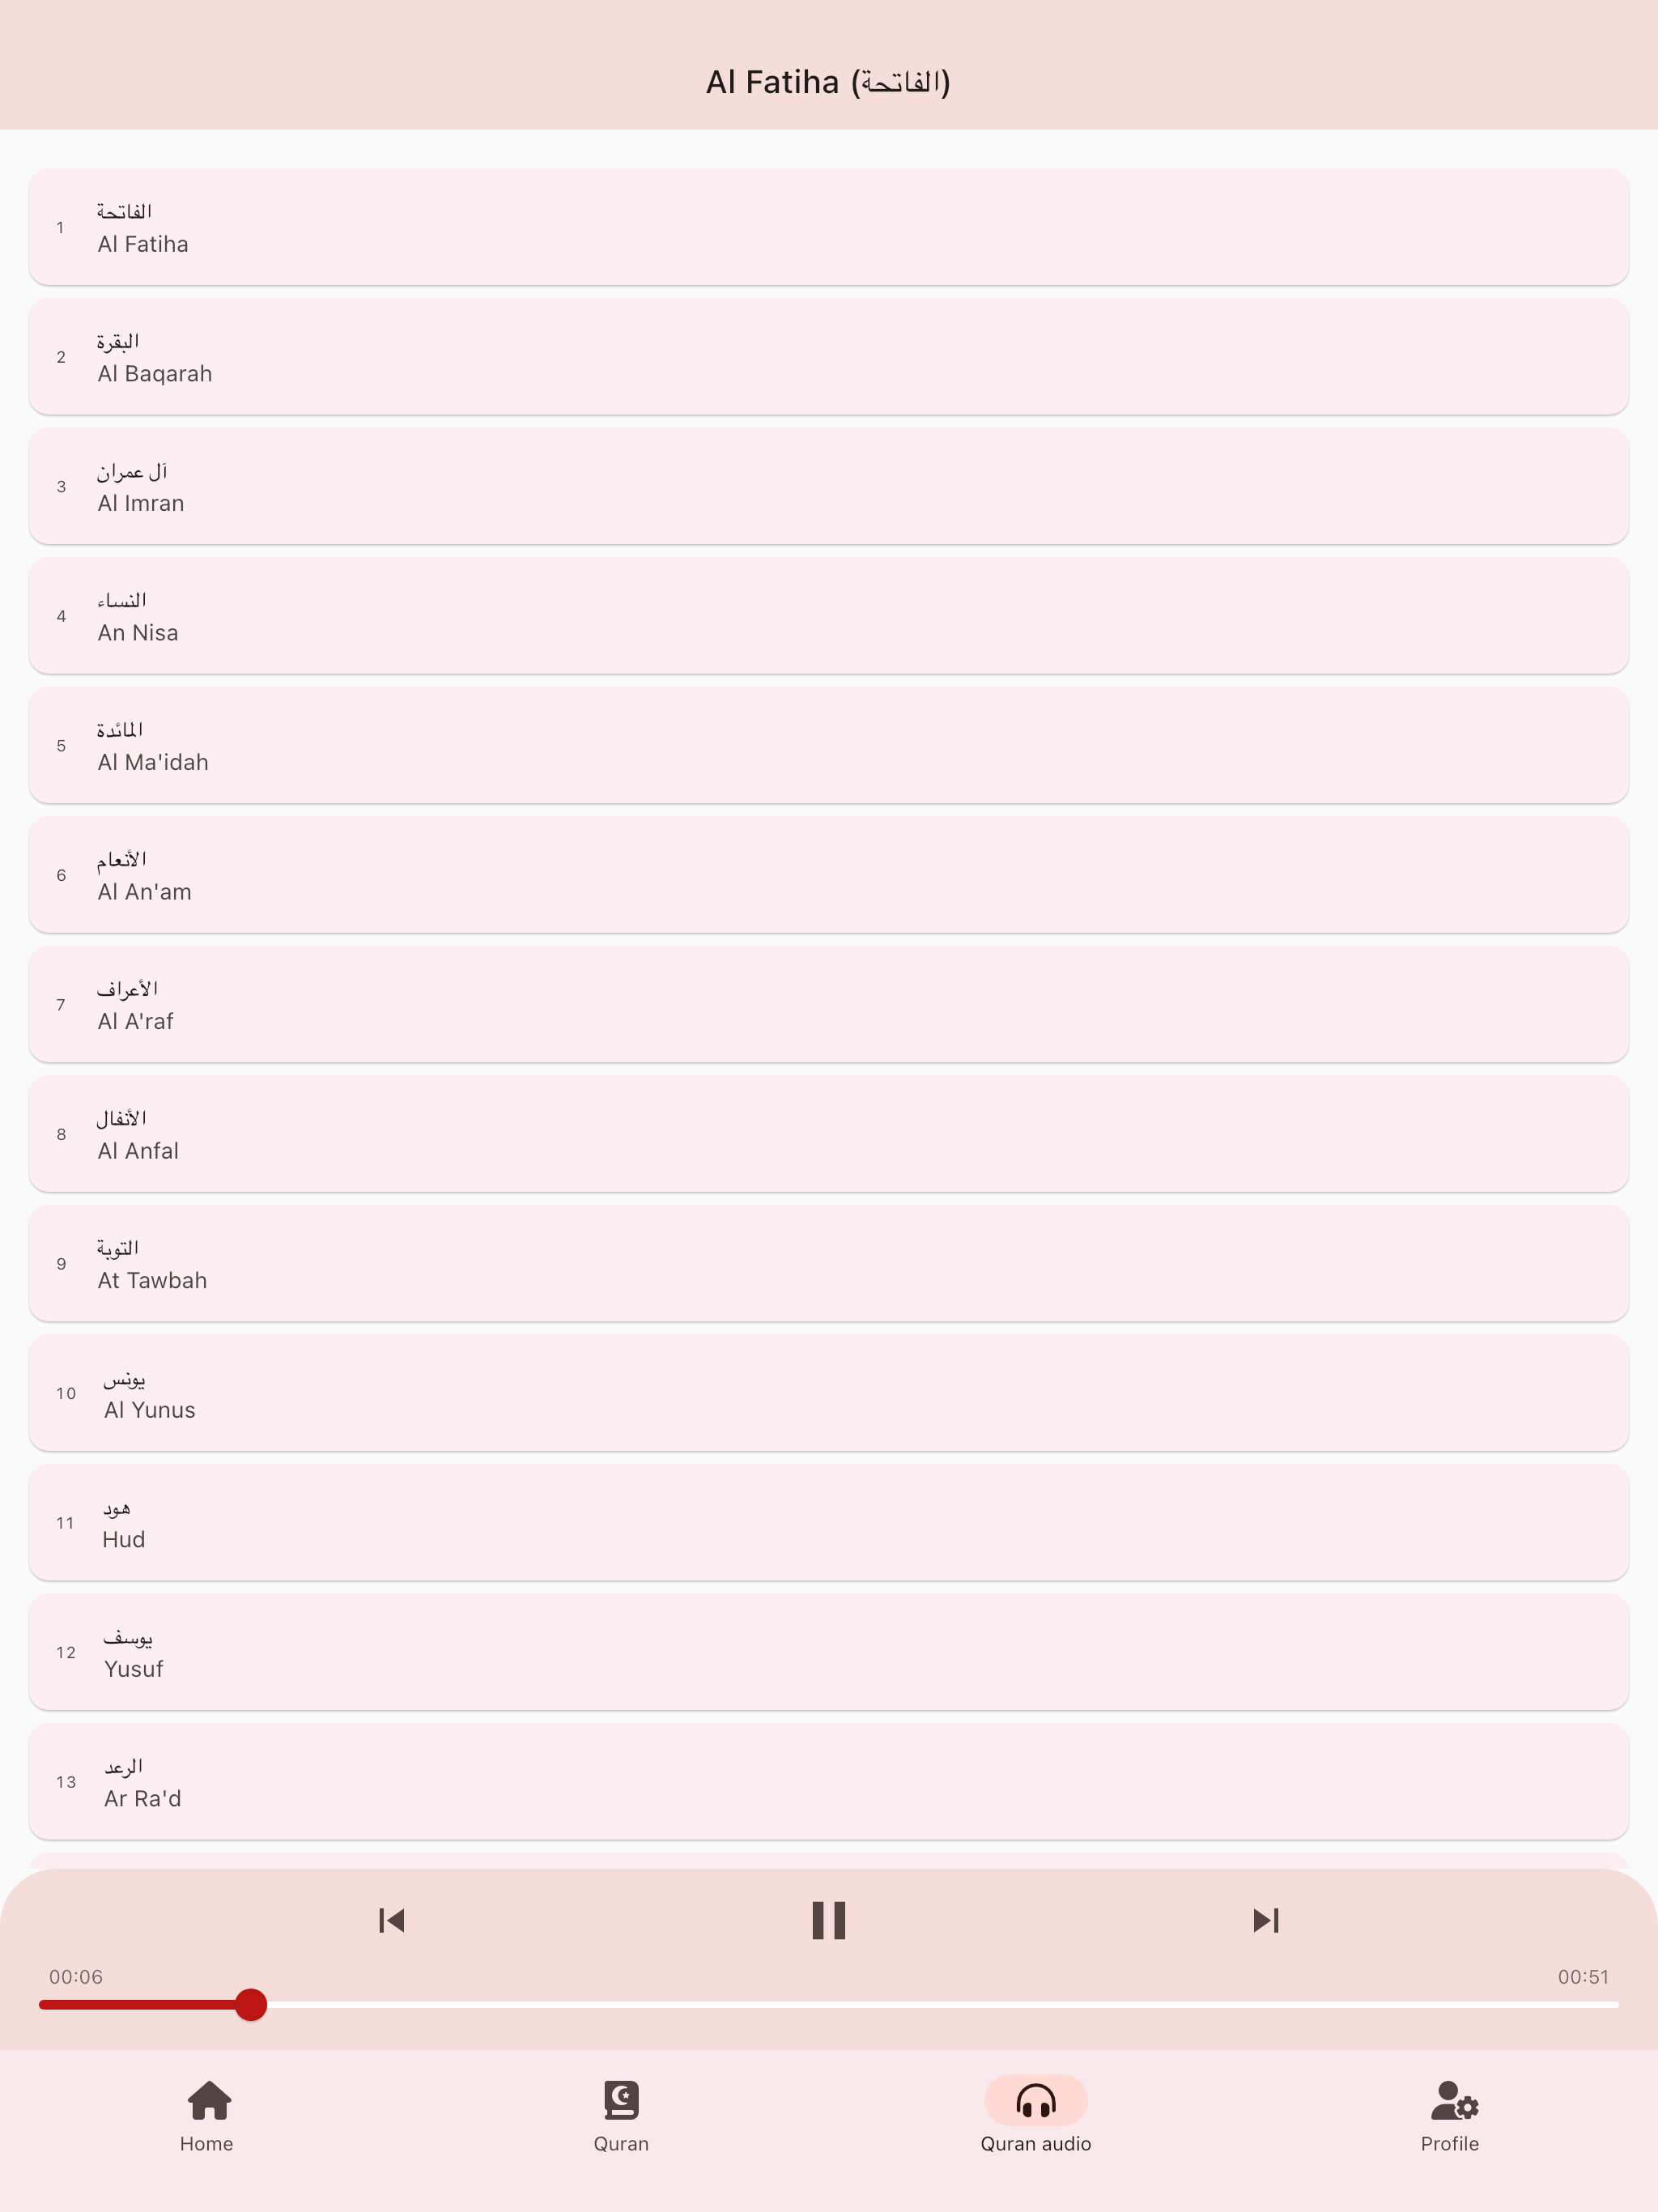 Al Fatiha (الفاتحة)
1
الفاتحة
Al Fatiha
2
البقرة
Al Baqarah
3
آل عمران
Al Imran
4
النساء
An Nisa
5
المائدة
Al Ma'idah
6
الأنعام
Al An'am
7
الأعراف
Al A'raf
8
الأنفال
Al Anfal
9
التوبة
At Tawbah
10
يونس
Al Yunus
11
هود
Hud
12
يوسف
Yusuf
13
الرعد
Ar Ra'd
00:06
00:51
Home
Quran
Quran audio
Profile